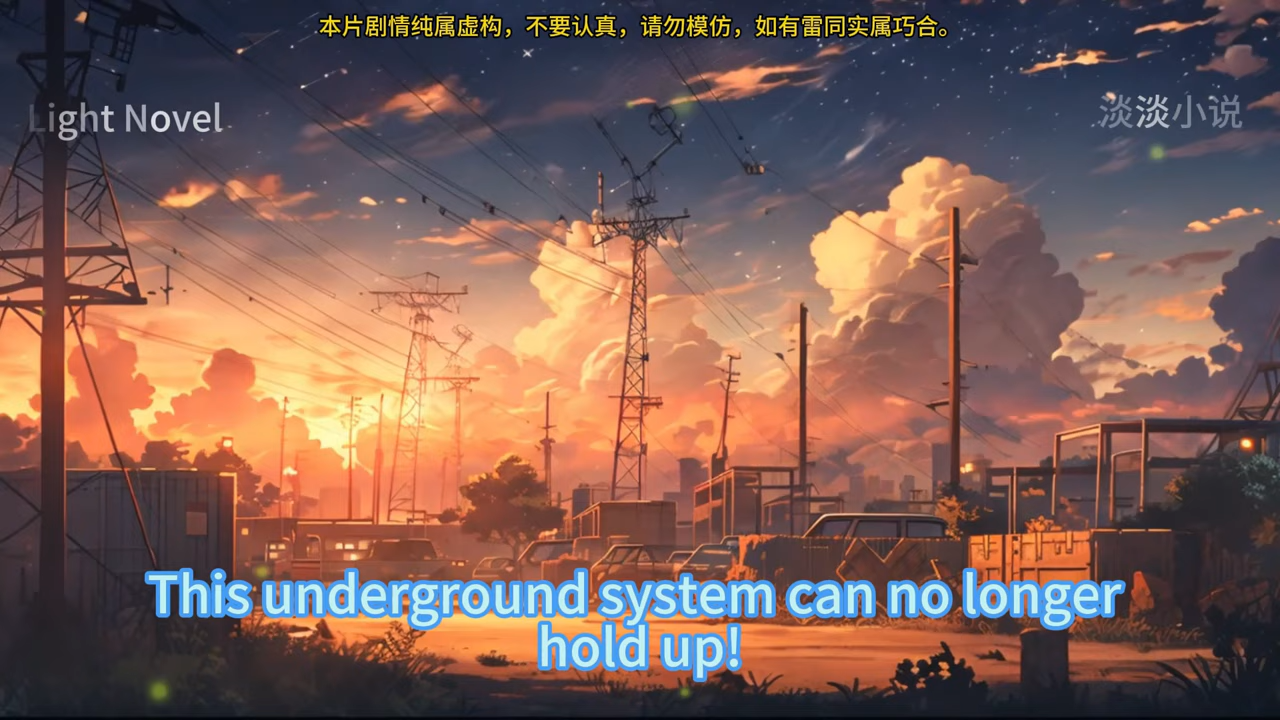 本片剧情纯属虚构，不要认真，请勿模仿，如有雷同实属巧合。
Light Novel
淡淡小说
This underground system can no longer
hold up!